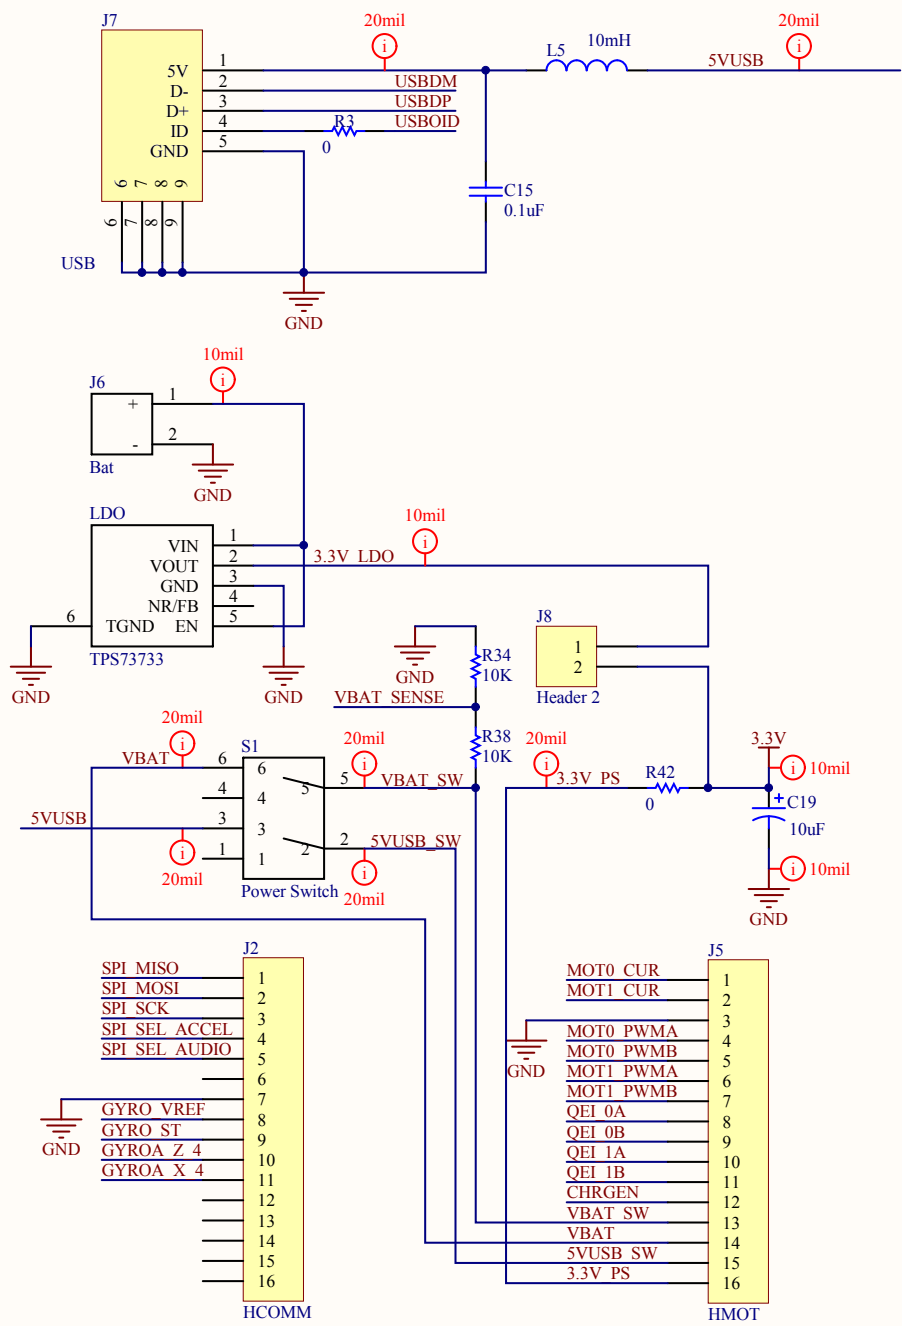 J7
20mil
i
20mil
i
L5
10mH
5VUSB
5V
1
D-
2
USBDM
D+
3
USBDP
ID
4
R3
0
USBOID
GND
5
6
7
8
9
6
7
8
9
C15
0.1uF
USB
GND
10mil
i
J6
+
1
-
2
Bat
GND
LDO
10mil
i
VIN
1
VOUT
2
3.3V_LDO
GND
3
NR/FB
4
6
TGND
EN
5
TPS73733
GND
GND
GND
R34
10K
J8
1
2
Header 2
VBAT_SENSE
R38
10K
20mil
i
VBAT
S1
20mil
i
20mil
i
3.3V
i
10mil
6
6
5
5
VBAT_SW
3.3V_PS
R42
0
4
4
+
C19
10uF
5VUSB
3
3
2
2
5VUSB_SW
1
1
i
20mil
Power Switch
i
20mil
i
10mil
GND
J2
SPI_MISO
1
SPI_MOSI
2
SPI_SCK
3
SPI_SEL_ACCEL
4
SPI_SEL_AUDIO
5
6
7
GND
GYRO_VREF
8
GYRO_ST
9
GYROA_Z_4
10
GYROA_X_4
11
12
13
14
15
16
HCOMM
J5
MOT0_CUR
1
MOT1_CUR
2
3
GND
MOT0_PWMA
4
MOT0_PWMB
5
MOT1_PWMA
6
MOT1_PWMB
7
QEI_0A
8
QEI_0B
9
QEI_1A
10
QEI_1B
11
CHRGEN
12
VBAT_SW
13
VBAT
14
5VUSB_SW
15
3.3V_PS
16
HMOT